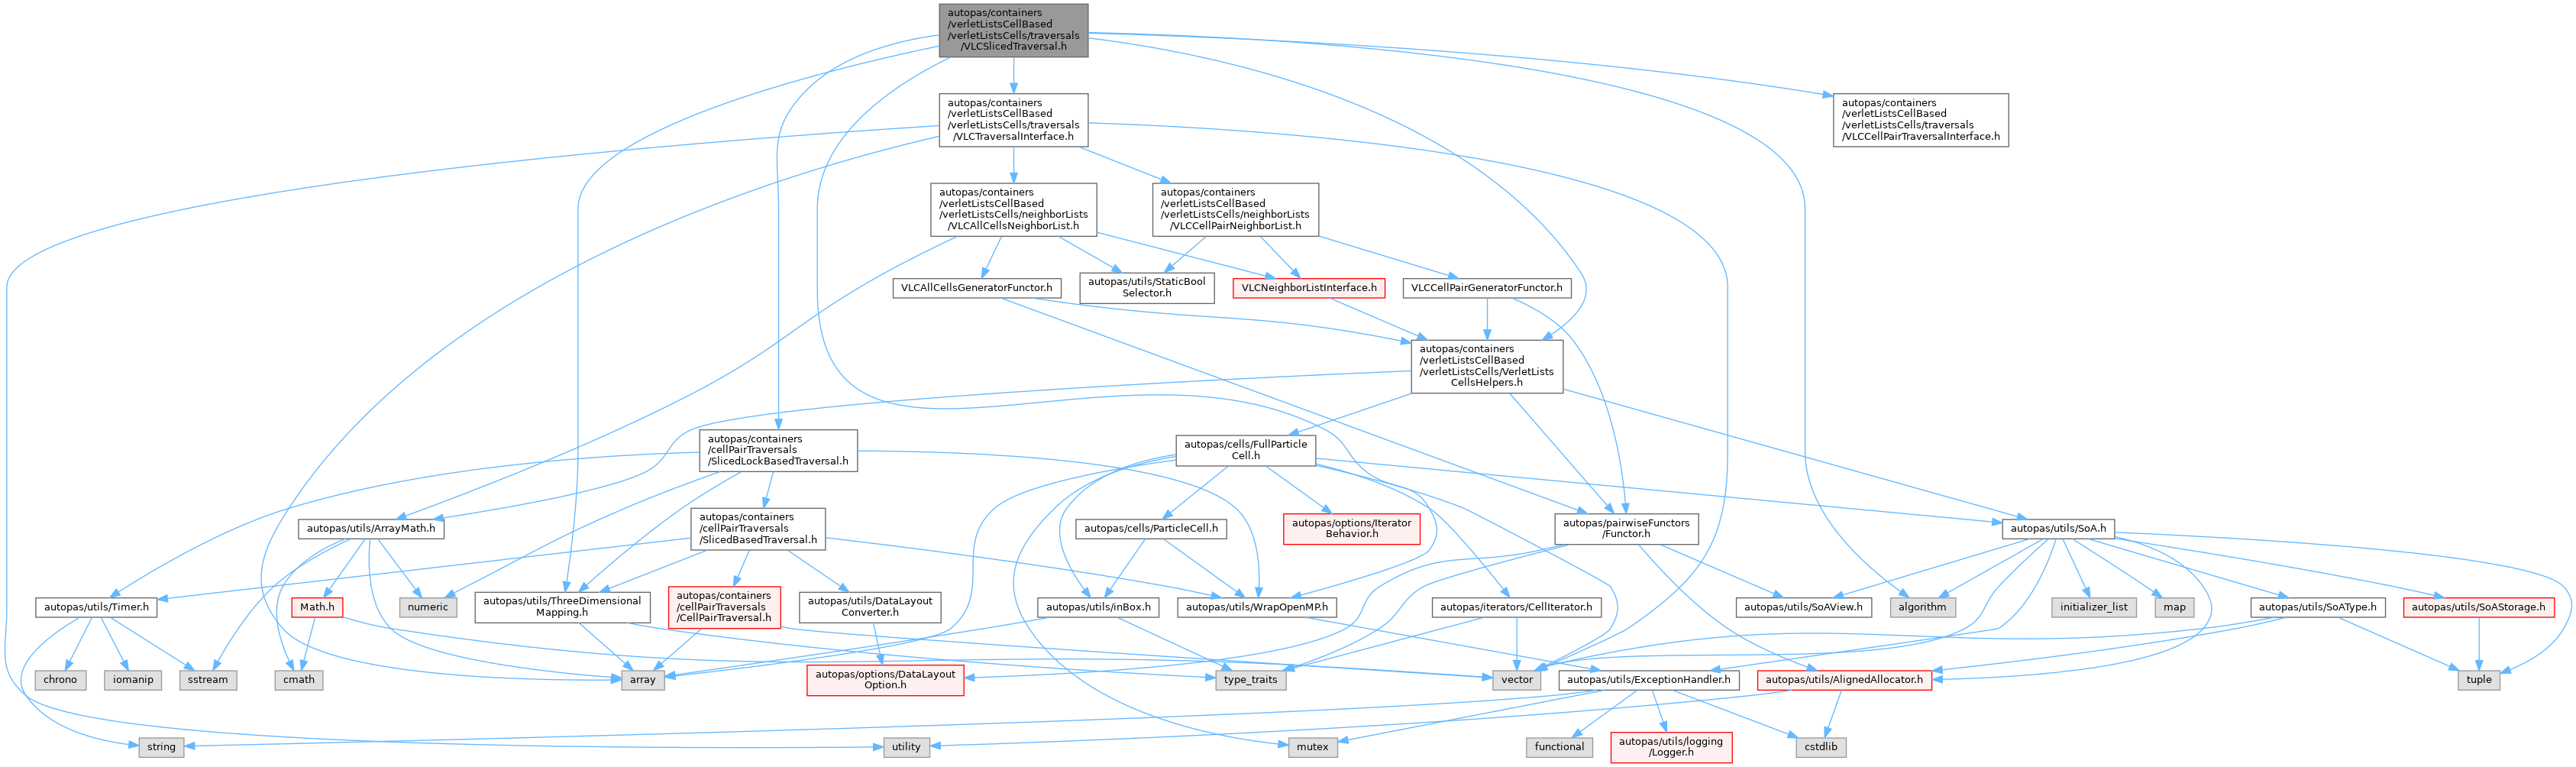 autopas/containers
/verletListsCellBased
/verletListsCells/traversals
/VLCSlicedTraversal.h
autopas/containers
/verletListsCellBased
/verletListsCells/traversals
/VLCTraversalInterface.h
autopas/containers
/verletListsCellBased
/verletListsCells/traversals
/VLCCellPairTraversalInterface.h
autopas/containers
/verletListsCellBased
/verletListsCells/neighborLists
/VLCAllCellsNeighborList.h
autopas/containers
/verletListsCellBased
/verletListsCells/neighborLists
/VLCCellPairNeighborList.h
VLCAllCellsGeneratorFunctor.h
autopas/utils/StaticBool
Selector.h
VLCNeighborListInterface.h
VLCCellPairGeneratorFunctor.h
autopas/containers
/verletListsCellBased
/verletListsCells/VerletLists
CellsHelpers.h
autopas/containers
/cellPairTraversals
/SlicedLockBasedTraversal.h
autopas/cells/FullParticle
Cell.h
autopas/utils/ArrayMath.h
autopas/containers
/cellPairTraversals
/SlicedBasedTraversal.h
autopas/cells/ParticleCell.h
autopas/options/Iterator
Behavior.h
autopas/pairwiseFunctors
/Functor.h
autopas/utils/SoA.h
autopas/utils/Timer.h
Math.h
numeric
autopas/utils/ThreeDimensional
Mapping.h
autopas/containers
/cellPairTraversals
/CellPairTraversal.h
autopas/utils/DataLayout
Converter.h
autopas/utils/inBox.h
autopas/utils/WrapOpenMP.h
autopas/iterators/CellIterator.h
autopas/utils/SoAView.h
algorithm
initializer_list
map
autopas/utils/SoAType.h
autopas/utils/SoAStorage.h
chrono
iomanip
sstream
cmath
array
autopas/options/DataLayout
Option.h
type_traits
vector
autopas/utils/ExceptionHandler.h
autopas/utils/AlignedAllocator.h
tuple
string
utility
mutex
functional
autopas/utils/logging
/Logger.h
cstdlib